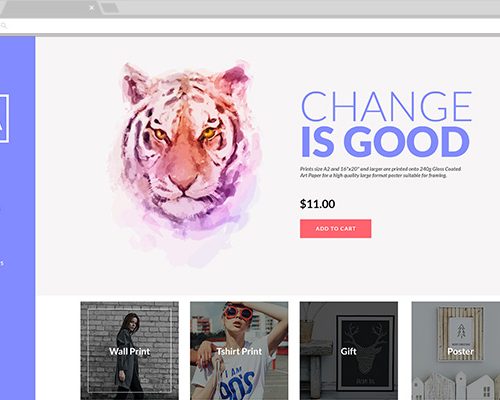 CHANGE
IS GOOD
Prints size A2 and 16"x20" and larger are printed onto 240g Gloss Coated
Art Paper for a high quality large format poster suitable for framing.
$11.00
ADD TO CART
Wall Print
Tshirt Print
Gift
Poster
I AM